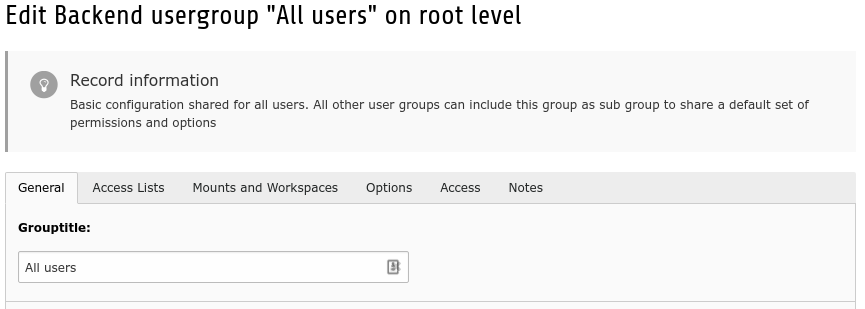 Edit Backend usergroup "All users" on root level
Record information
Basic configuration shared for all users. All other user groups can include this group as sub group to share a default set of
permissions and options
General Access Lists Mounts and Workspaces Options Access Notes
Grouptitle:
All users